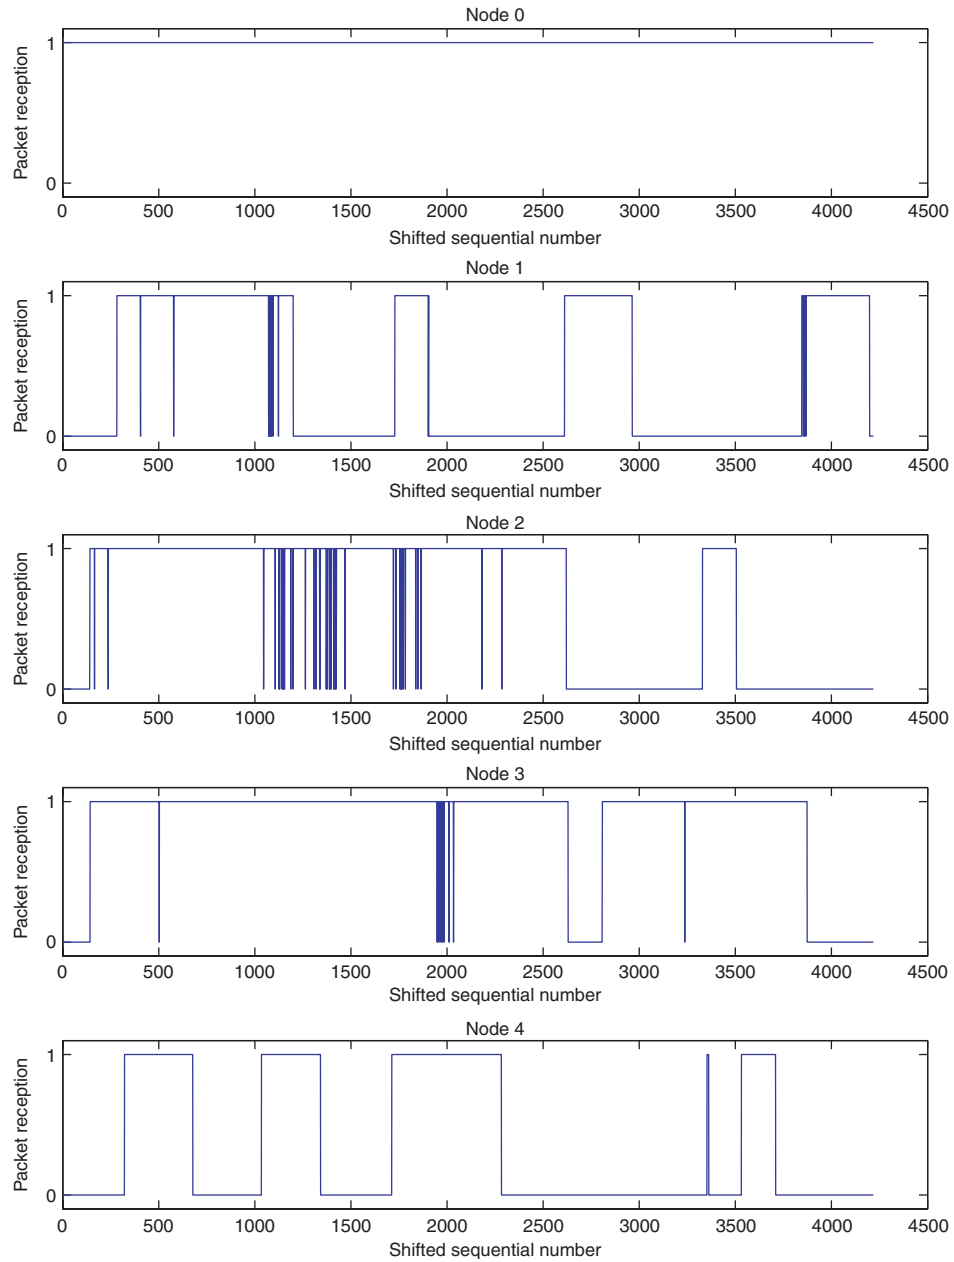 Node 0
Packet reception
1
0
0 500 1000 1500 2000 2500 3000 3500 4000 4500
Shifted sequential number
Node 1
Packet reception
1
0
0 500 1000 1500 2000 2500 3000 3500 4000 4500
Shifted sequential number
Node 2
Packet reception
1
0
0 500 1000 1500 2000 2500 3000 3500 4000 4500
Shifted sequential number
Node 3
Packet reception
1
0
0 500 1000 1500 2000 2500 3000 3500 4000 4500
Shifted sequential number
Node 4
Packet reception
1
0
0 500 1000 1500 2000 2500 3000 3500 4000 4500
Shifted sequential number